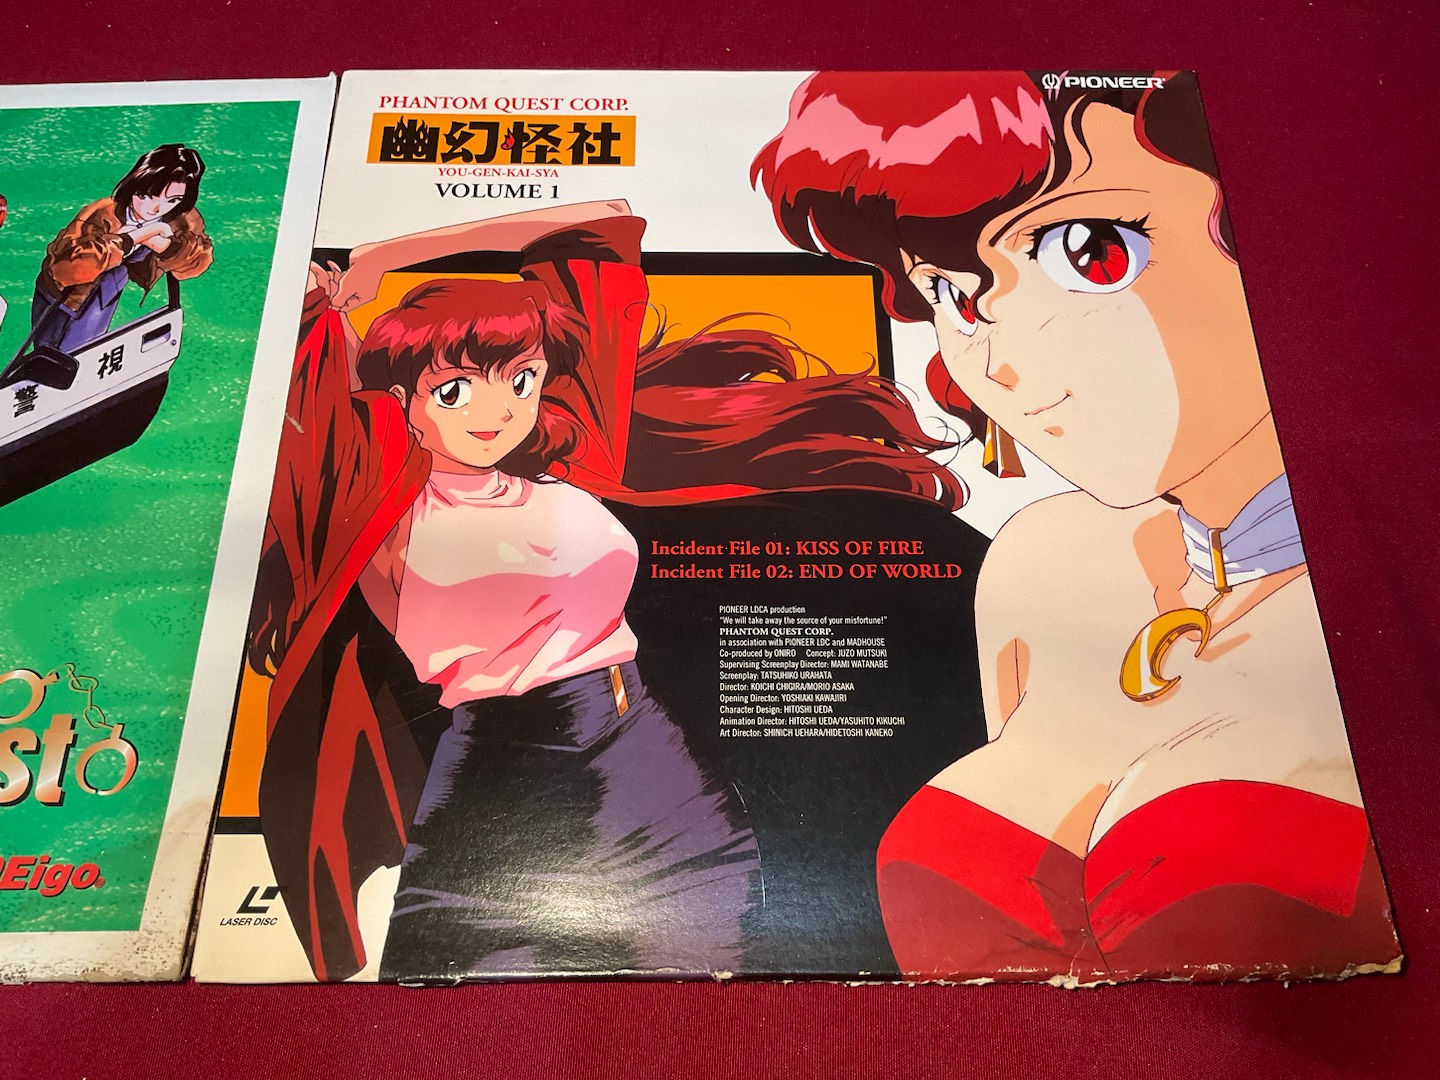 PHANTOM QUEST CORP.
幽幻怪社
YOU-GEN-KAI-SYA
VOLUME 1
PIONEER
Incident File 01: KISS OF FIRE
Incident File 02: END OF WORLD
PIONEER LDCA production
"We will take away the source of your misfortune!"
PHANTOM QUEST CORP.
in association with PIONEER LDC and MADHOUSE
Co-produced by ONIRO Concept: JUZO MUTSUKI
Supervising Screenplay Director: MAMI WATANABE
Screenplay: TATSUHIKO URAHATA
Director: KOICHI CHIGIRA/MORIO ASAKA
Opening Director: YOSHIAKI KAWAJIRI
Character Design: HITOSHI UEDA
Animation Director: HITOSHI UEDA/YASUHITO KIKUCHI
Art Director: SHINICH UEHARA/HIDETOSHI KANEKO
LASER DISC
警視
Eigo